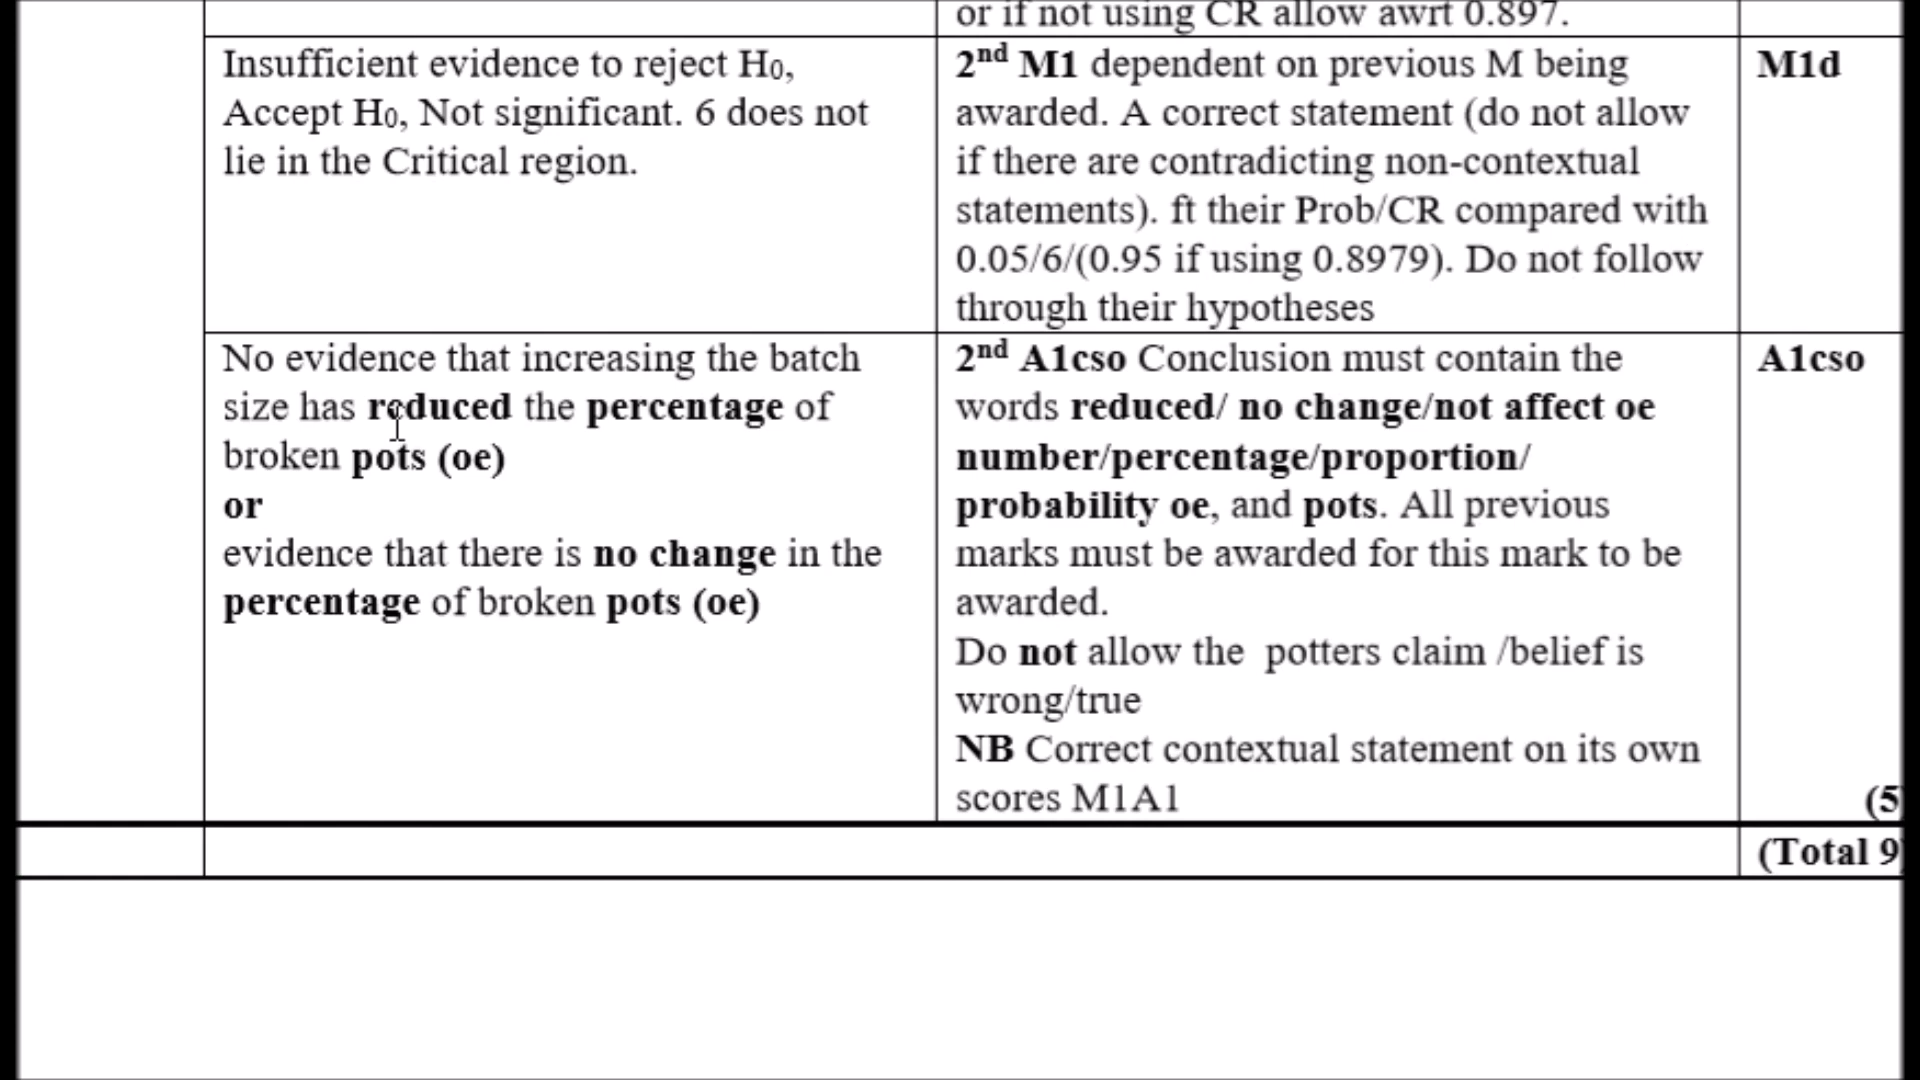 or if not using CR allow awrt 0.897.
Insufficient evidence to reject H0,
Accept H0, Not significant. 6 does not
lie in the Critical region.
2nd M1 dependent on previous M being
awarded. A correct statement (do not allow
if there are contradicting non-contextual
statements). ft their Prob/CR compared with
0.05/6/(0.95 if using 0.8979). Do not follow
through their hypotheses
M1d
No evidence that increasing the batch
size has reduced the percentage of
broken pots (oe)
or
evidence that there is no change in the
percentage of broken pots (oe)
2nd A1cso Conclusion must contain the
words reduced/ no change/not affect oe
number/percentage/proportion/
probability oe, and pots. All previous
marks must be awarded for this mark to be
awarded.
Do not allow the potters claim /belief is
wrong/true
NB Correct contextual statement on its own
scores M1A1
A1cso
(5
(Total 9